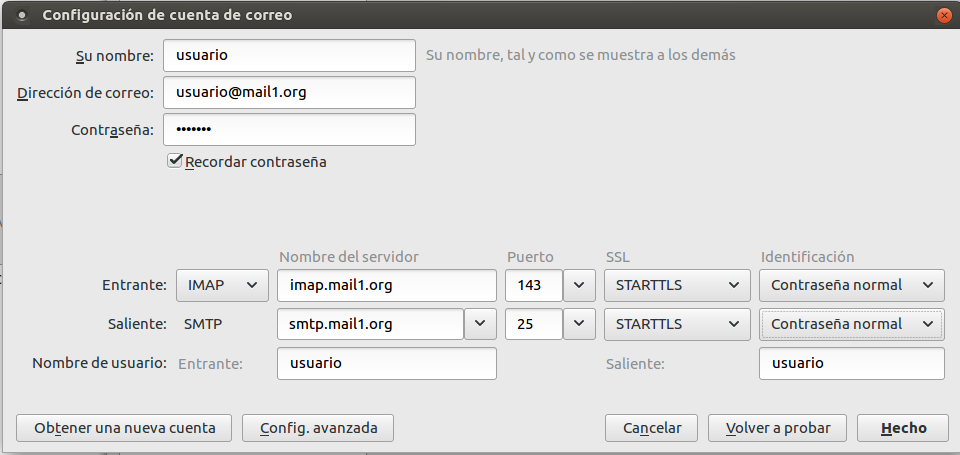 Configuración de cuenta de correo
Su nombre: usuario Su nombre, tal y como se muestra a los demás
Dirección de correo: usuario@mail1.org
Contraseña: •••••••
Recordar contraseña
Nombre del servidor Puerto SSL Identificación
Entrante: IMAP imap.mail1.org 143 STARTTLS Contraseña normal
Saliente: SMTP smtp.mail1.org 25 STARTTLS Contraseña normal
Nombre de usuario: Entrante: usuario Saliente: usuario
Obtener una nueva cuenta Config. avanzada Cancelar Volver a probar Hecho